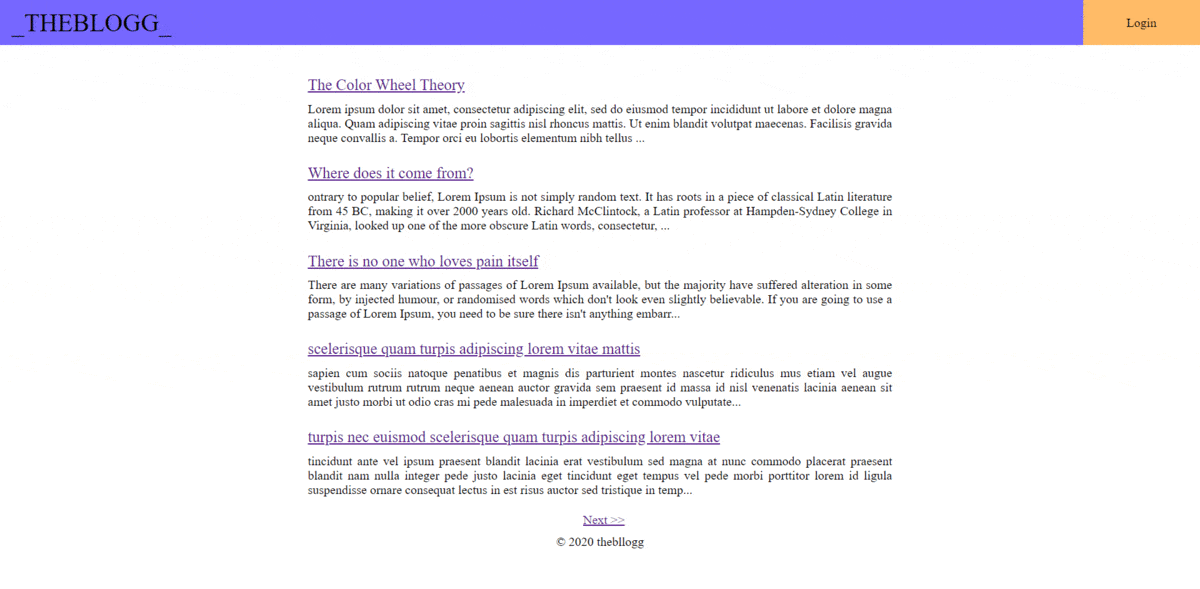 _THEBLOGG_
Login
The Color Wheel Theory
Lorem ipsum dolor sit amet, consectetur adipiscing elit, sed do eiusmod tempor incididunt ut labore et dolore magna
aliqua. Quam adipiscing vitae proin sagittis nisl rhoncus mattis. Ut enim blandit volutpat maecenas. Facilisis gravida
neque convallis a. Tempor orci eu lobortis elementum nibh tellus ...
Where does it come from?
ontrary to popular belief, Lorem Ipsum is not simply random text. It has roots in a piece of classical Latin literature
from 45 BC, making it over 2000 years old. Richard McClintock, a Latin professor at Hampden-Sydney College in
Virginia, looked up one of the more obscure Latin words, consectetur, ...
There is no one who loves pain itself
There are many variations of passages of Lorem Ipsum available, but the majority have suffered alteration in some
form, by injected humour, or randomised words which don't look even slightly believable. If you are going to use a
passage of Lorem Ipsum, you need to be sure there isn't anything embarr...
scelerisque quam turpis adipiscing lorem vitae mattis
sapien cum sociis natoque penatibus et magnis dis parturient montes nascetur ridiculus mus etiam vel augue
vestibulum rutrum rutrum neque aenean auctor gravida sem praesent id massa id nisl venenatis lacinia aenean sit
amet justo morbi ut odio cras mi pede malesuada in imperdiet et commodo vulputate...
turpis nec euismod scelerisque quam turpis adipiscing lorem vitae
tincidunt ante vel ipsum praesent blandit lacinia erat vestibulum sed magna at nunc commodo placerat praesent
blandit nam nulla integer pede justo lacinia eget tincidunt eget tempus vel pede morbi porttitor lorem id ligula
suspendisse ornare consequat lectus in est risus auctor sed tristique in temp...
Next >>
© 2020 thebllogg